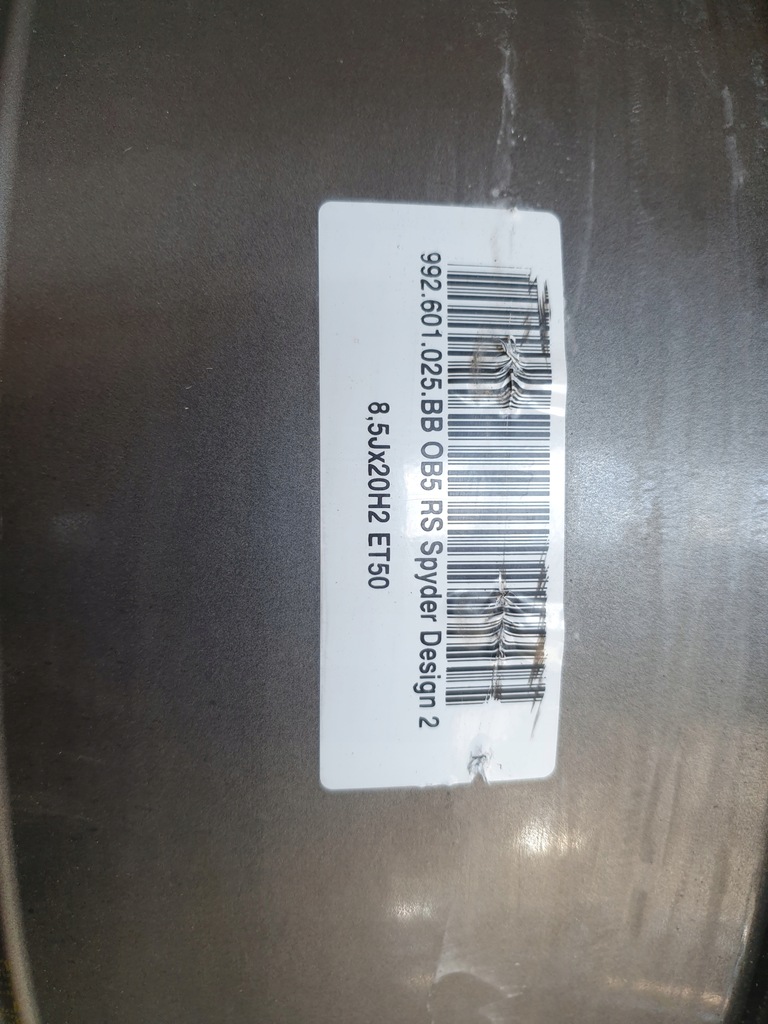 992.601.025.BB OB5 RS Spyder Design 2
8,5Jx20H2 ET50